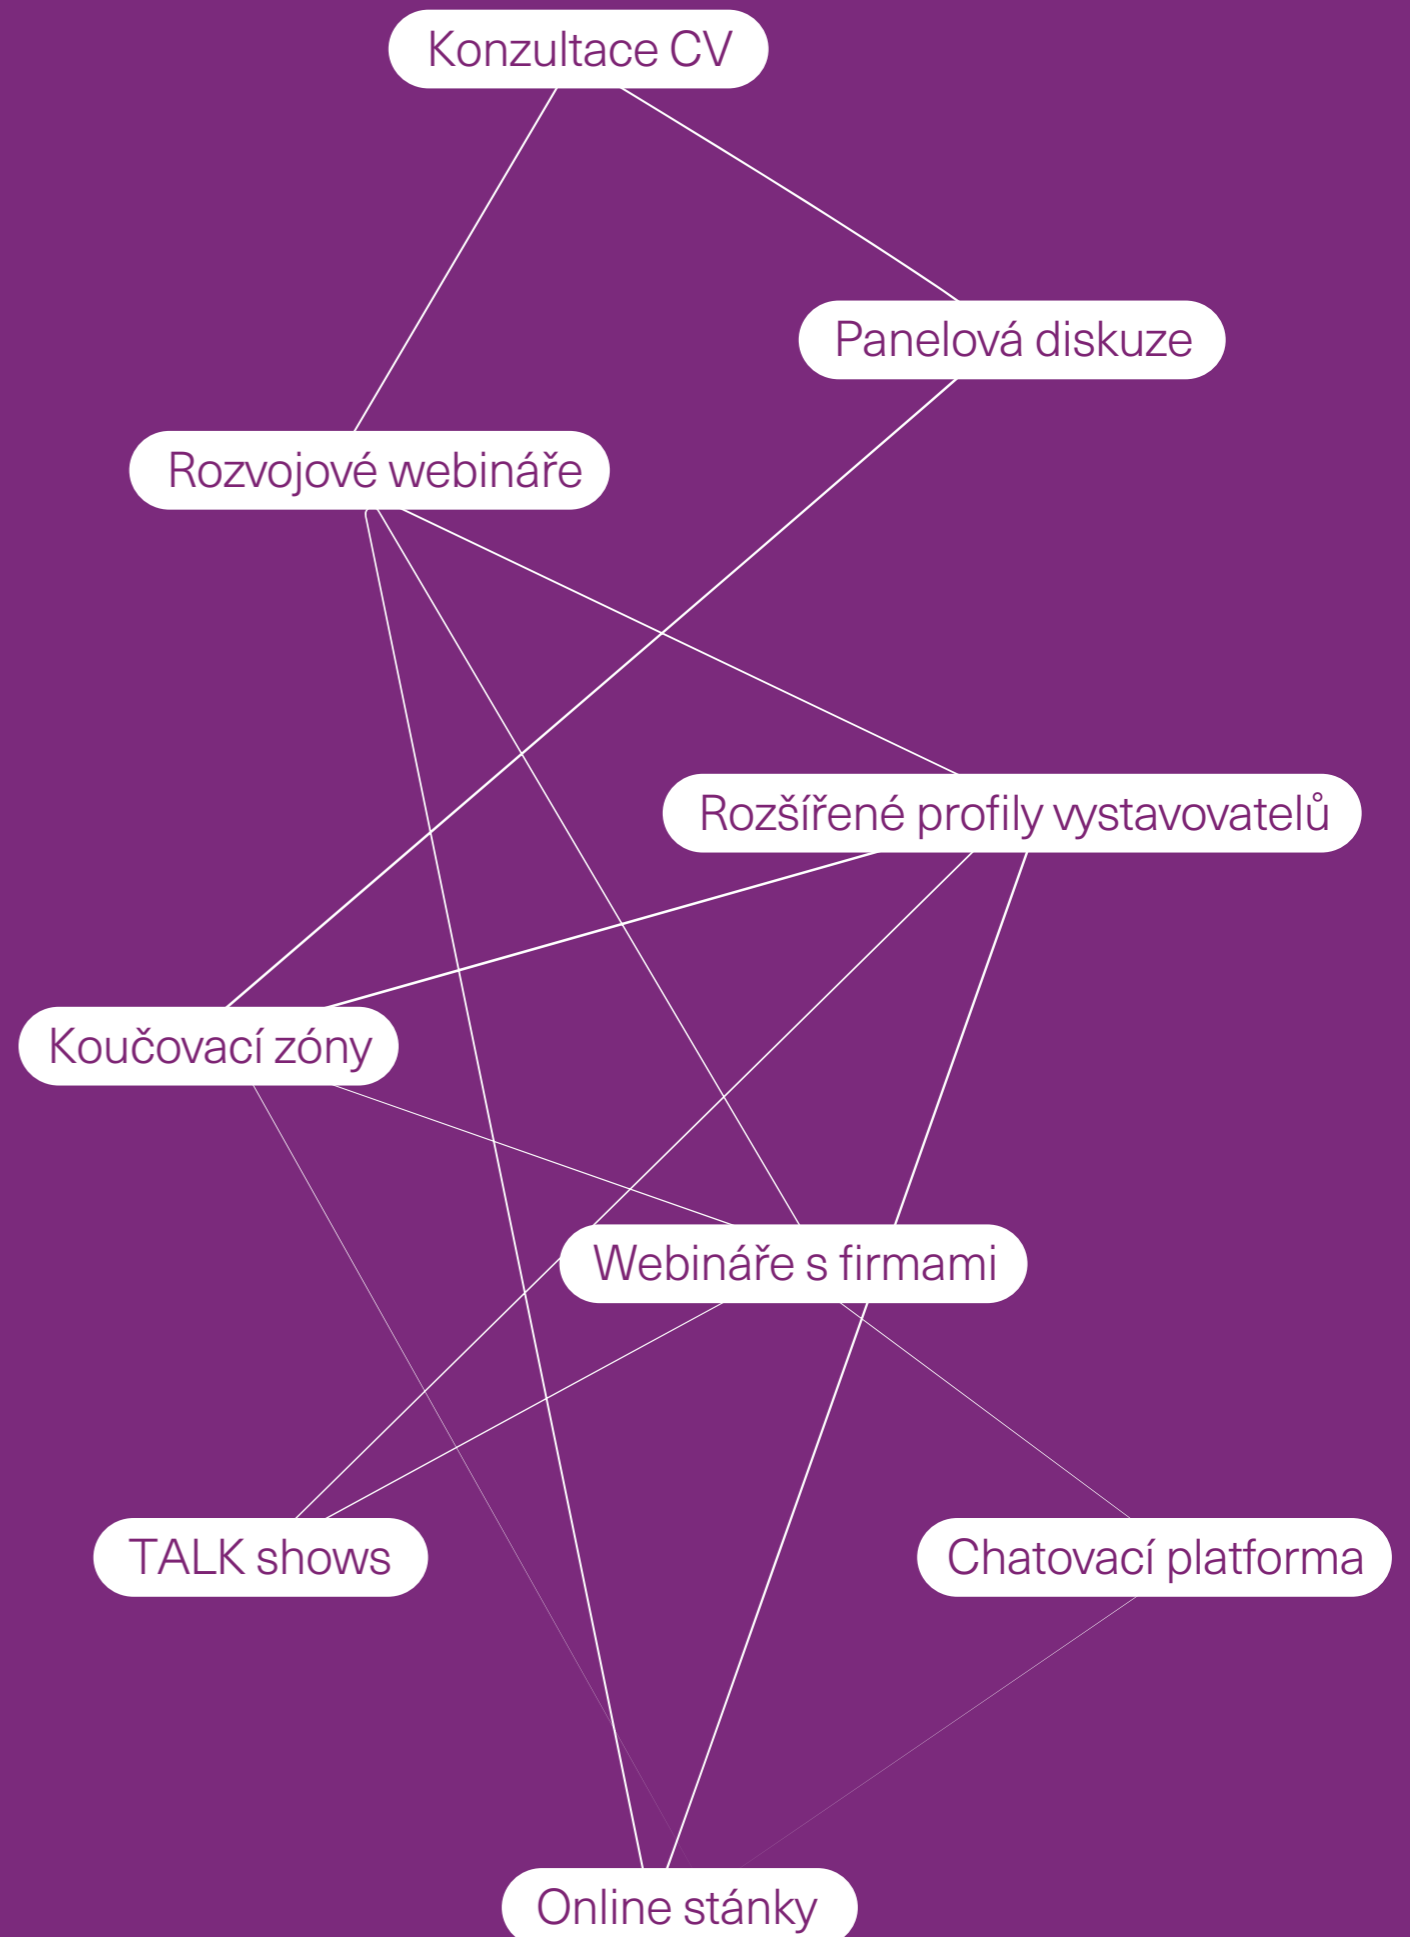 Konzultace CV
Panelová diskuze
Rozvojové webináře
Rozšířené profily vystavovatelů
Koučovací zóny
Webináře s firmami
TALK shows
Chatovací platforma
Online stánky